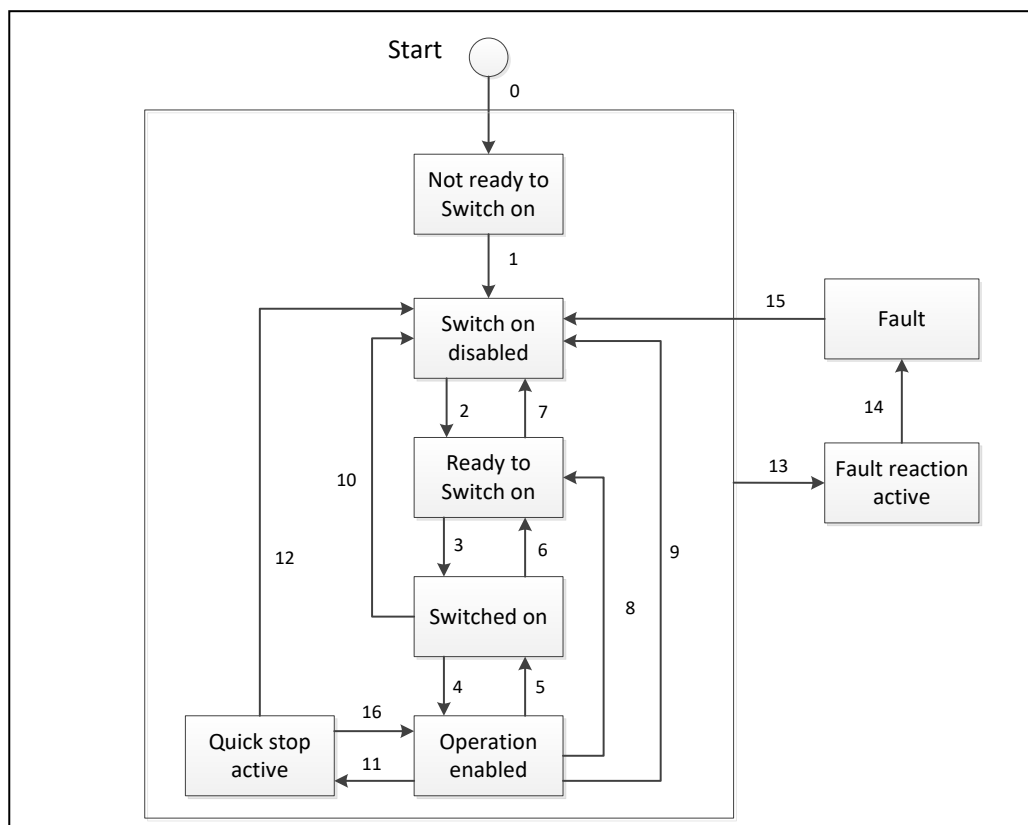 Start
0
Not ready to
Switch on
1
15
Switch on
disabled
Fault
2
7
14
10
Ready to
Switch on
13
Fault reaction
active
3
6
9
12
8
Switched on
4
5
16
Quick stop
active
11
Operation
enabled